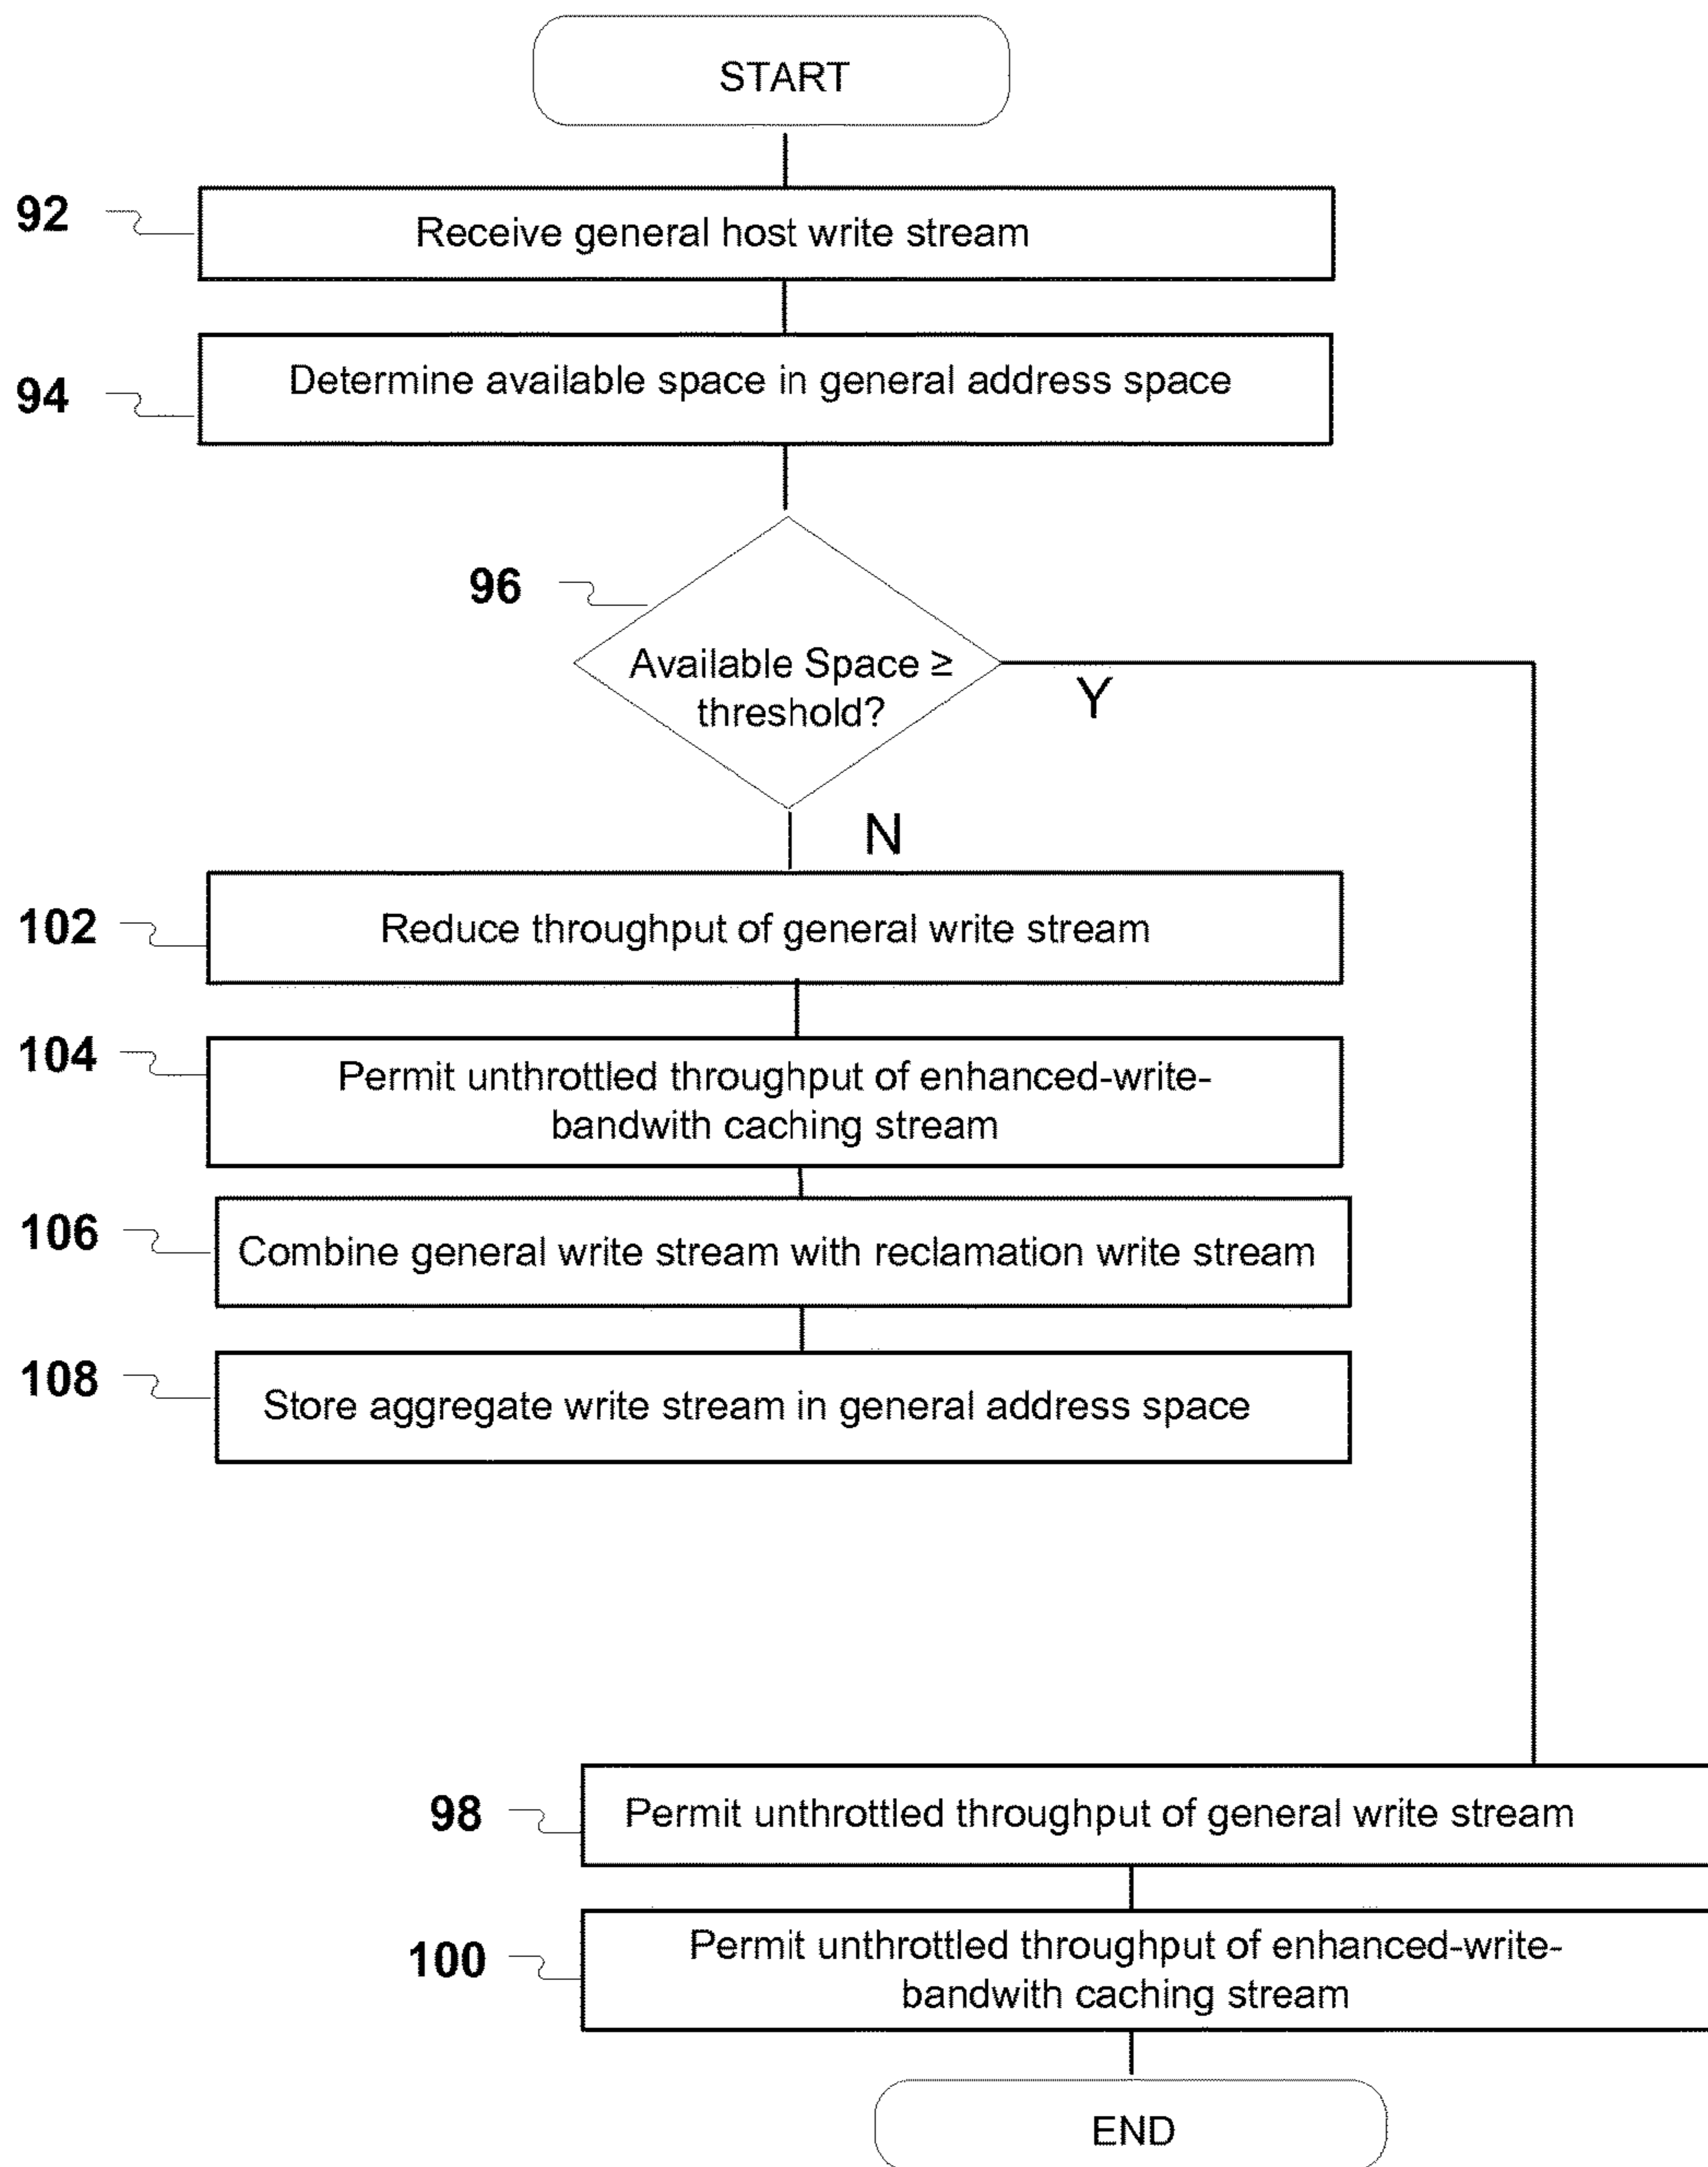 START
92
Receive general host write stream
94
Determine available space in general address space
96
Available Space ≥
threshold?
Y
N
102
Reduce throughput of general write stream
104
Permit unthrottled throughput of enhanced-write-
bandwith caching stream
106
Combine general write stream with reclamation write stream
108
Store aggregate write stream in general address space
98
Permit unthrottled throughput of general write stream
100
Permit unthrottled throughput of enhanced-write-
bandwith caching stream
END